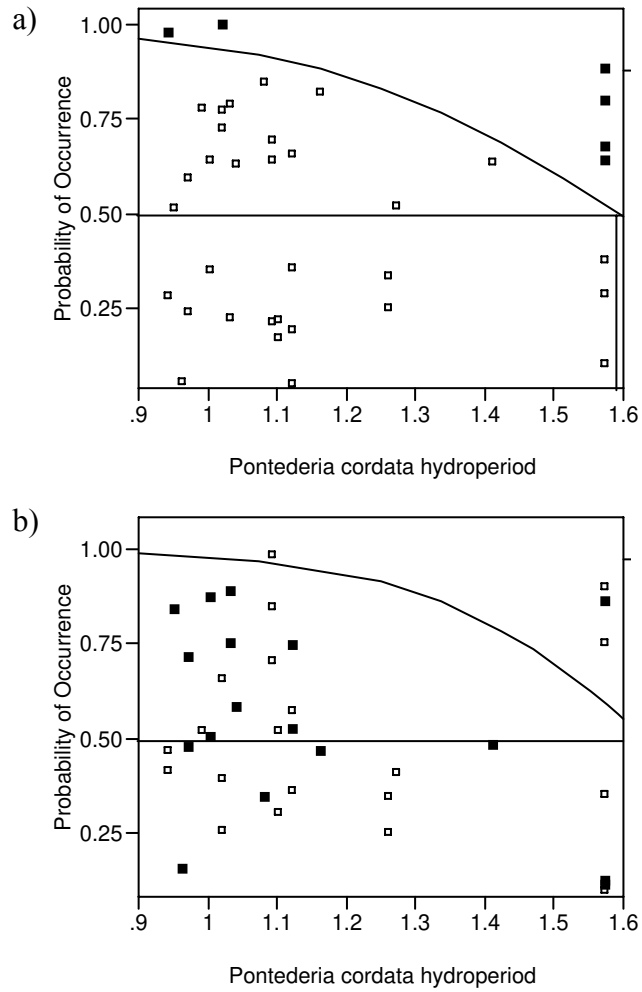 a)
1.00
0.75
0.50
0.25
Probability of Occurrence
.9 1 1.1 1.2 1.3 1.4 1.5 1.6
Pontederia cordata hydroperiod
b)
1.00
0.75
0.50
0.25
Probability of Occurrence
.9 1 1.1 1.2 1.3 1.4 1.5 1.6
Pontederia cordata hydroperiod